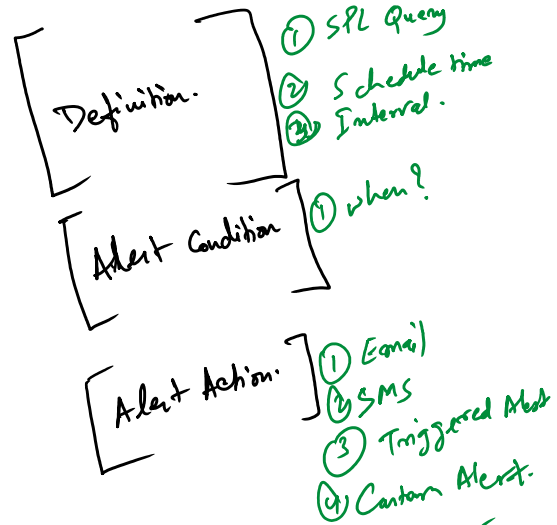 Definition.
① SPL Query
② Schedule time
③ Interval.
Alert Condition
① when?
Alert Action.
① Email
② SMS
③ Triggered Alert
④ Custom Alert.